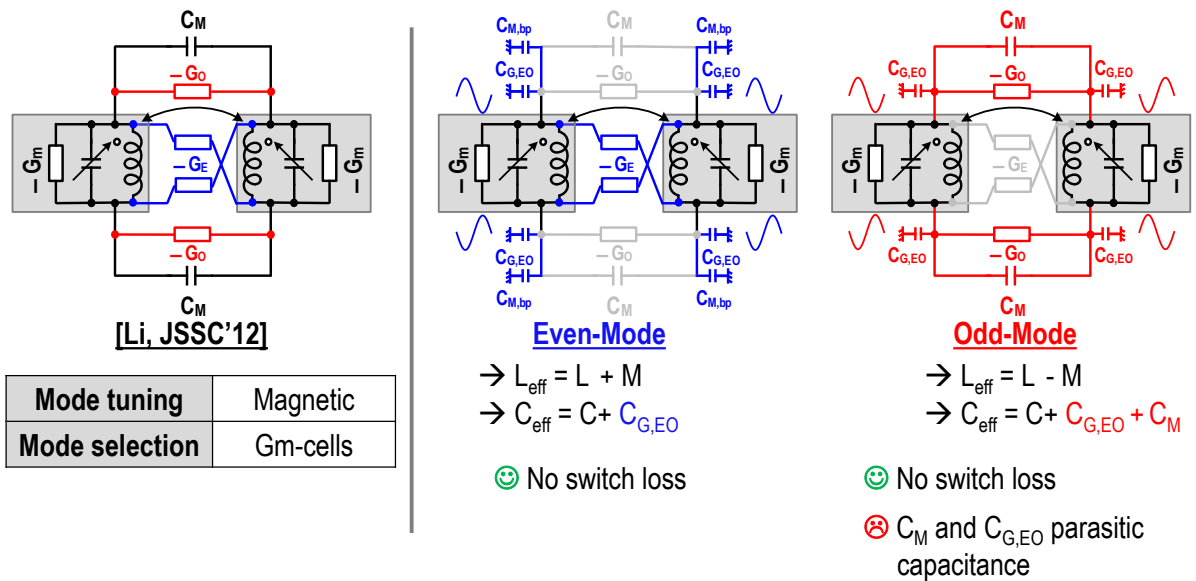 CM
– GO
– Gm
– GE
– Gm
– GO
CM
[Li, JSSC'12]
Mode tuning Magnetic
Mode selection Gm-cells
CM,bp CM CM,bp
CG,EO – GO CG,EO
– Gm
– GE
– Gm
CG,EO – GO CG,EO
CM,bp CM CM,bp
Even-Mode
→ Leff = L + M
→ Ceff = C+ CG,EO
No switch loss
CM
CG,EO – GO CG,EO
– Gm
– GE
– Gm
CG,EO – GO CG,EO
CM
Odd-Mode
→ Leff = L - M
→ Ceff = C+ CG,EO + CM
No switch loss
CM and CG,EO parasitic
capacitance